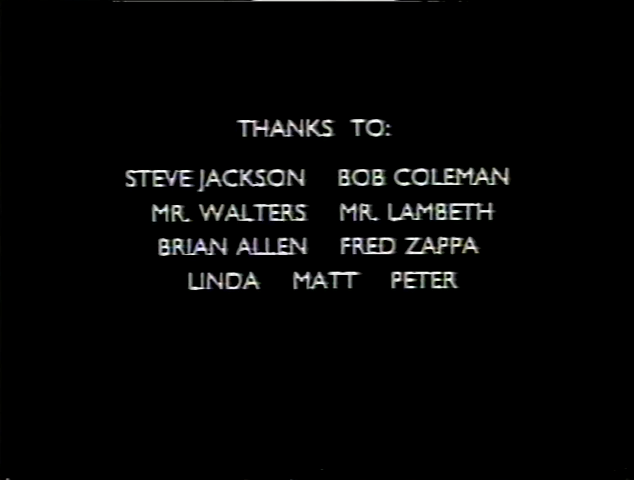 THANKS TO:
STEVE JACKSON BOB COLEMAN
MR. WALTERS MR. LAMBETH
BRIAN ALLEN FRED ZAPPA
LINDA MATT PETER